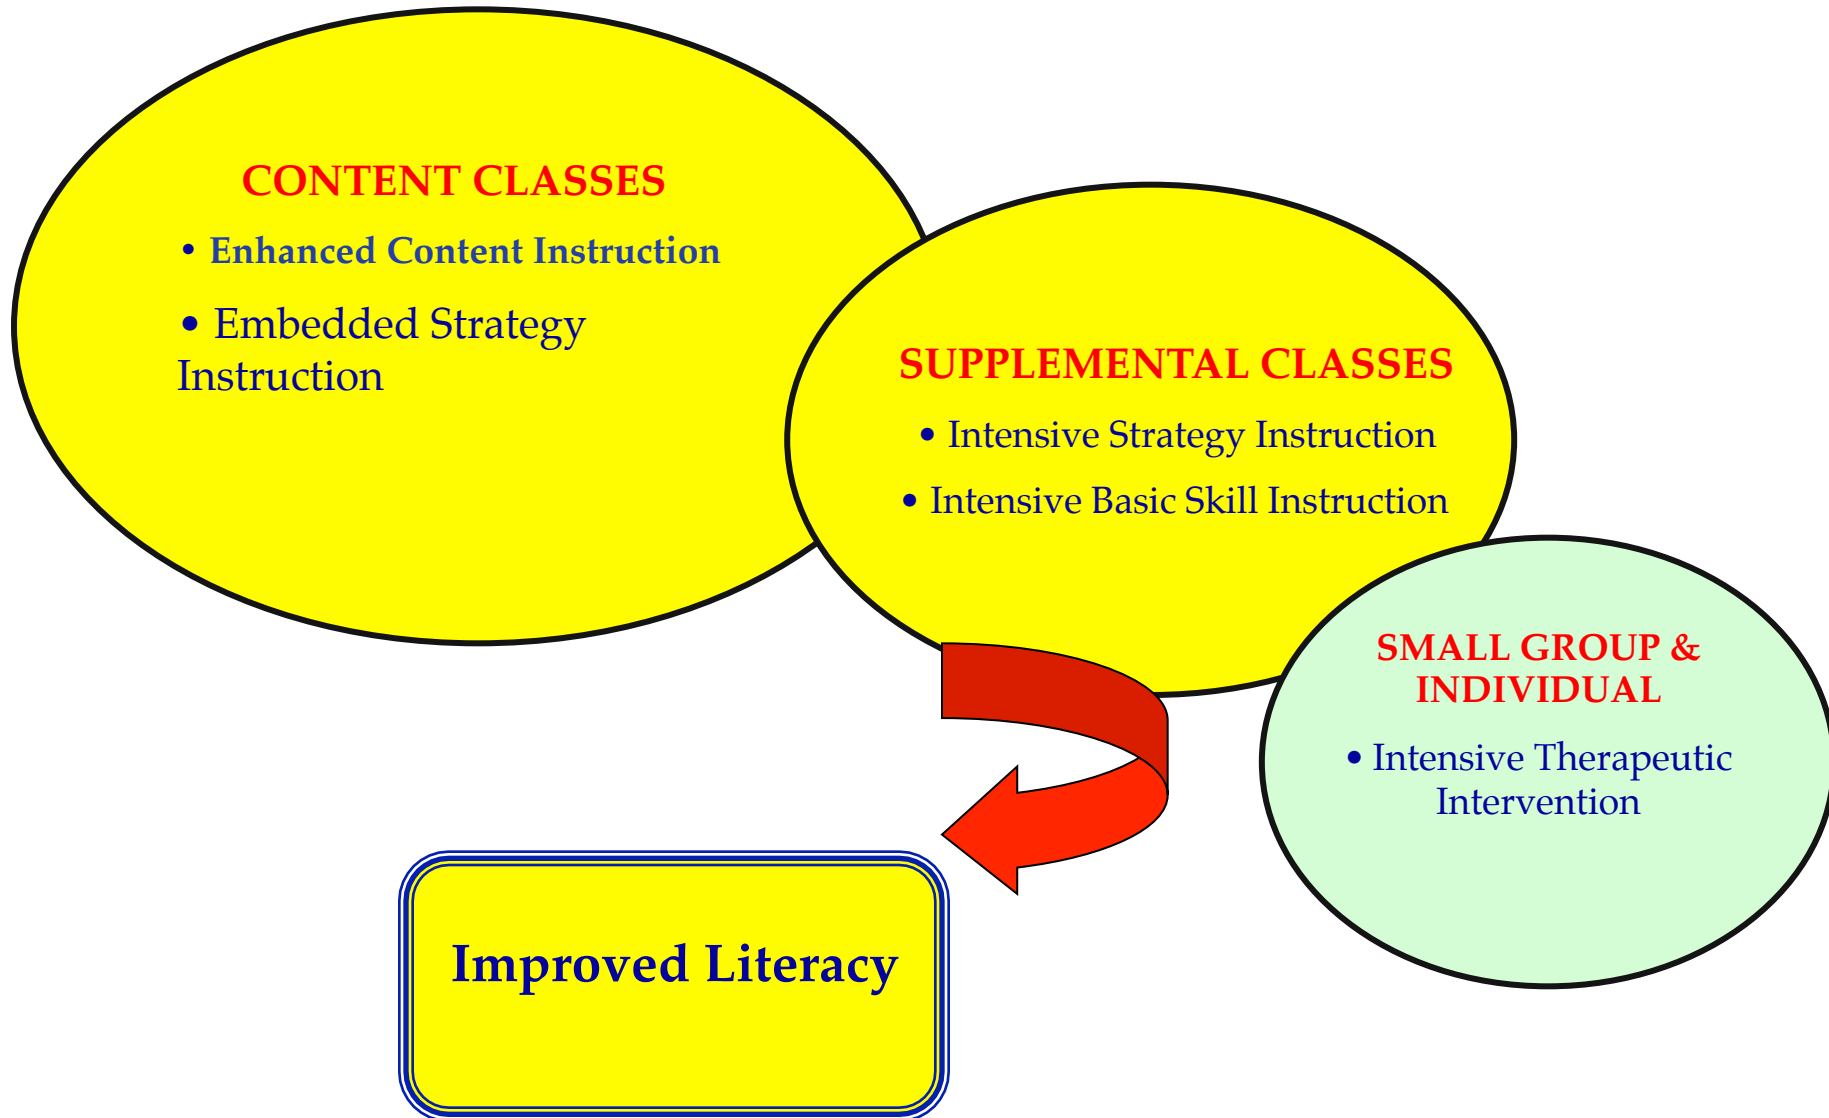 CONTENT CLASSES
• Enhanced Content Instruction
• Embedded Strategy
Instruction
SUPPLEMENTAL CLASSES
• Intensive Strategy Instruction
• Intensive Basic Skill Instruction
SMALL GROUP &
INDIVIDUAL
• Intensive Therapeutic
Intervention
Improved Literacy